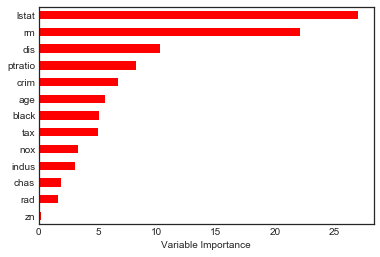 lstat
rm
dis
ptratio
crim
age
black
tax
nox
indus
chas
rad
zn
0 5 10 15 20 25
Variable Importance